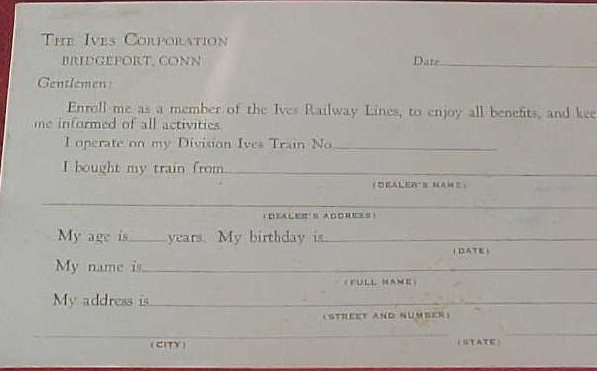 THE IVES CORPORATION
BRIDGEPORT, CONN
Date
Gentlemen:
Enroll me as a member of the Ives Railway Lines, to enjoy all benefits, and kee
me informed of all activities.
I operate on my Division Ives Train No.
I bought my train from
(DEALER'S NAME)
(DEALER'S ADDRESS)
My age is years. My birthday is
(DATE)
My name is
(FULL NAME)
My address is
(STREET AND NUMBER)
(CITY) (STATE)